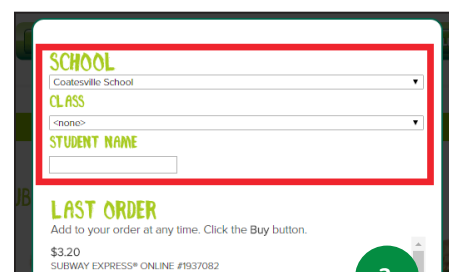 SCHOOL
Coatesville School
CLASS
<none>
STUDENT NAME
LAST ORDER
Add to your order at any time. Click the Buy button.
$3.20
SUBWAY EXPRESS® ONLINE #1937082